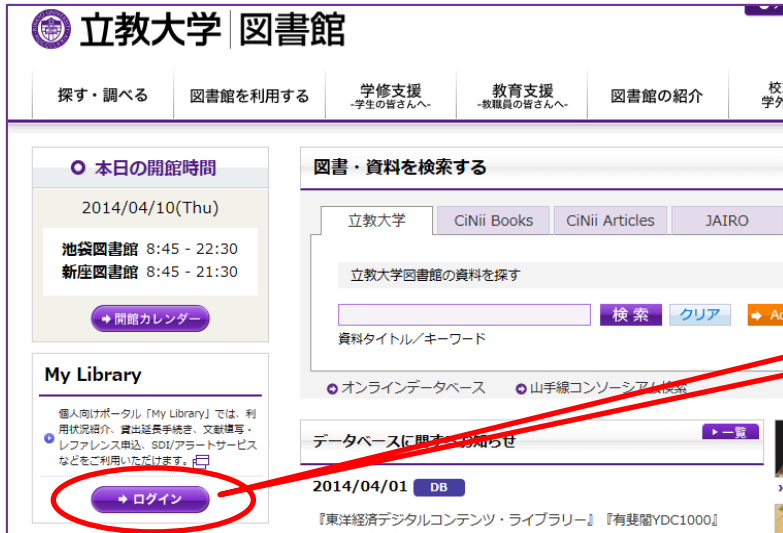 立教大学 図書館
探す・調べる
図書館を利用する
学修支援
-学生の皆さんへ-
教育支援
-教職員の皆さんへ-
図書館の紹介
校
学外
本日の開館時間
2014/04/10(Thu)
池袋図書館 8:45 - 22:30
新座図書館 8:45 - 21:30
開館カレンダー
My Library
個人向けポータル「My Library」では、利
用状況紹介、貸出延長手続き、文献複写・
レファレンス申込、SDI/アラートサービス
などをご利用いただけます。
ログイン
図書・資料を検索する
立教大学 CiNii Books CiNii Articles JAIRO
立教大学図書館の資料を探す
検索 クリア
資料タイトル／キーワード
オンラインデータベース 山手線コンソーシアム検索
データベースに関するお知らせ
一覧
2014/04/01 DB
『東洋経済デジタルコンテンツ・ライブラリー』『有斐閣YDC1000』